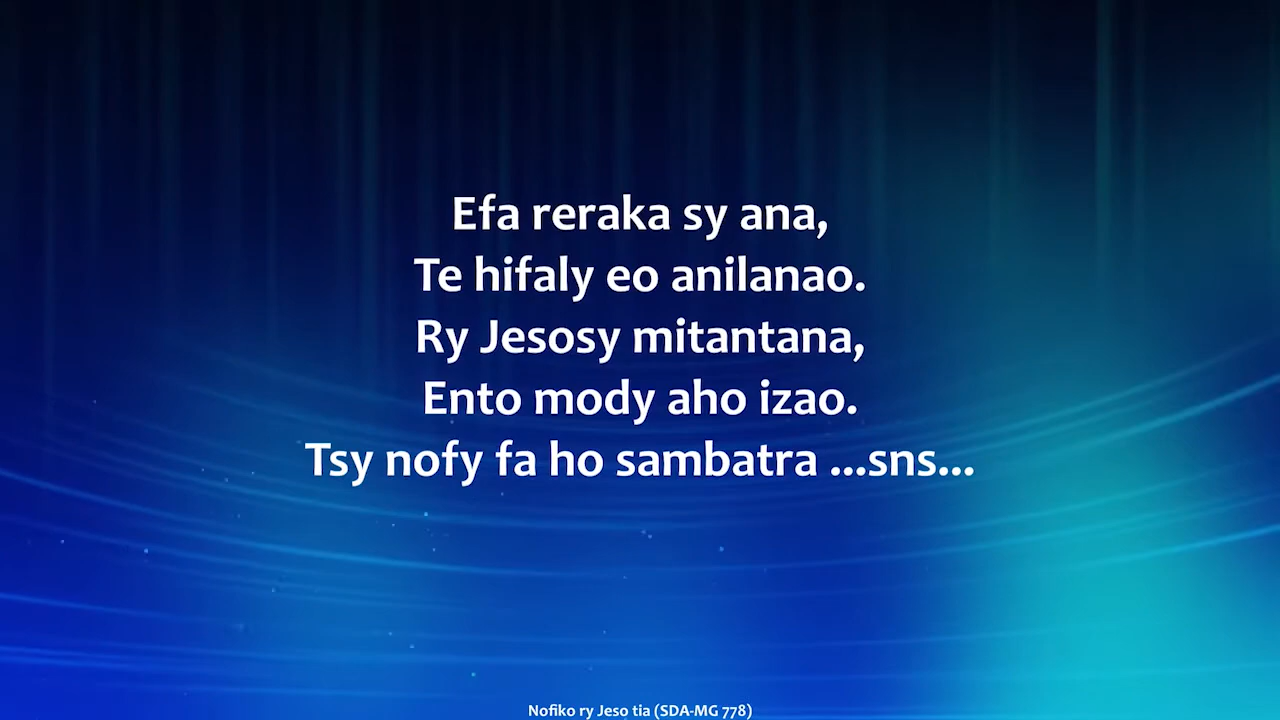 Efa reraka sy ana,
Te hifaly eo anilanao.
Ry Jesosy mitantana,
Ento mody aho izao.
Tsy nofy fa ho sambatra ...sns...
Nofiko ry Jeso tia (SDA-MG 778)